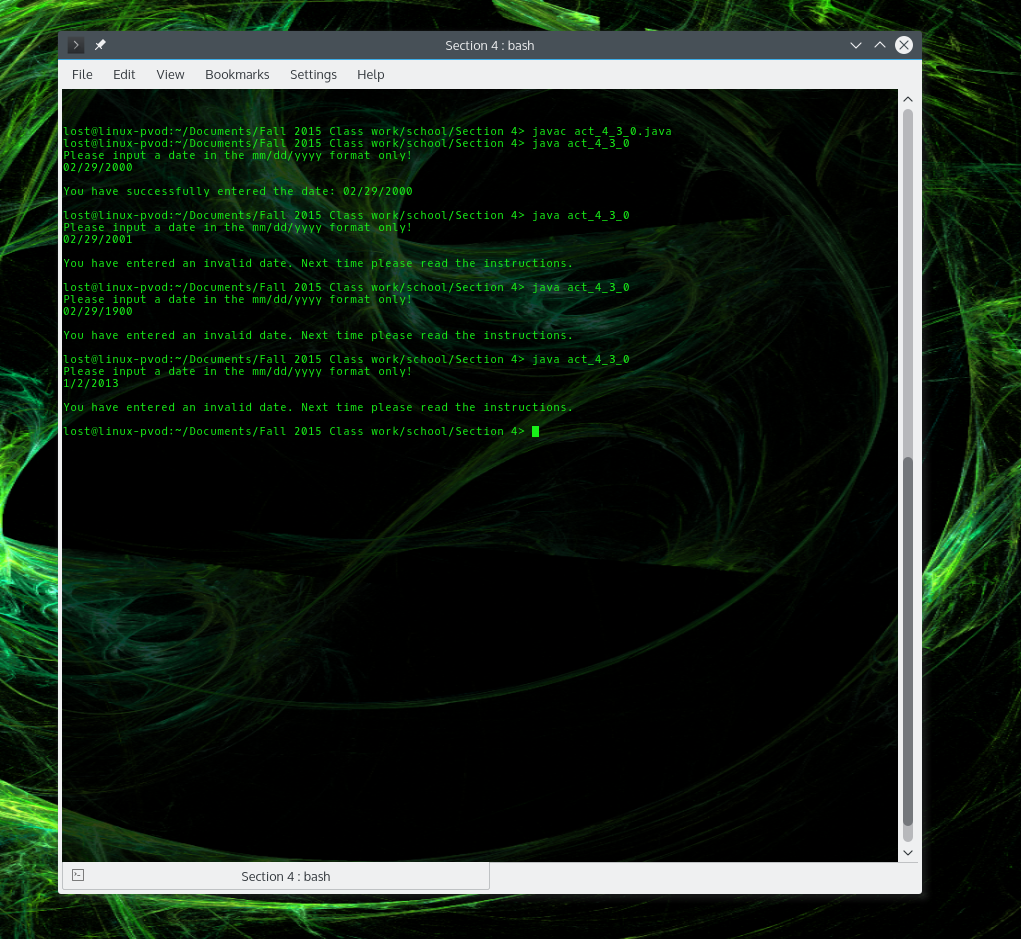 Section 4 : bash
File Edit View Bookmarks Settings Help
lost@linux-pvod:~/Documents/Fall 2015 Class work/school/Section 4> javac act_4_3_0.java
lost@linux-pvod:~/Documents/Fall 2015 Class work/school/Section 4> java act_4_3_0
Please input a date in the mm/dd/yyyy format only!
02/29/2000
You have successfully entered the date: 02/29/2000
lost@linux-pvod:~/Documents/Fall 2015 Class work/school/Section 4> java act_4_3_0
Please input a date in the mm/dd/yyyy format only!
02/29/2001
You have entered an invalid date. Next time please read the instructions.
lost@linux-pvod:~/Documents/Fall 2015 Class work/school/Section 4> java act_4_3_0
Please input a date in the mm/dd/yyyy format only!
02/29/1900
You have entered an invalid date. Next time please read the instructions.
lost@linux-pvod:~/Documents/Fall 2015 Class work/school/Section 4> java act_4_3_0
Please input a date in the mm/dd/yyyy format only!
1/2/2013
You have entered an invalid date. Next time please read the instructions.
lost@linux-pvod:~/Documents/Fall 2015 Class work/school/Section 4>
Section 4 : bash